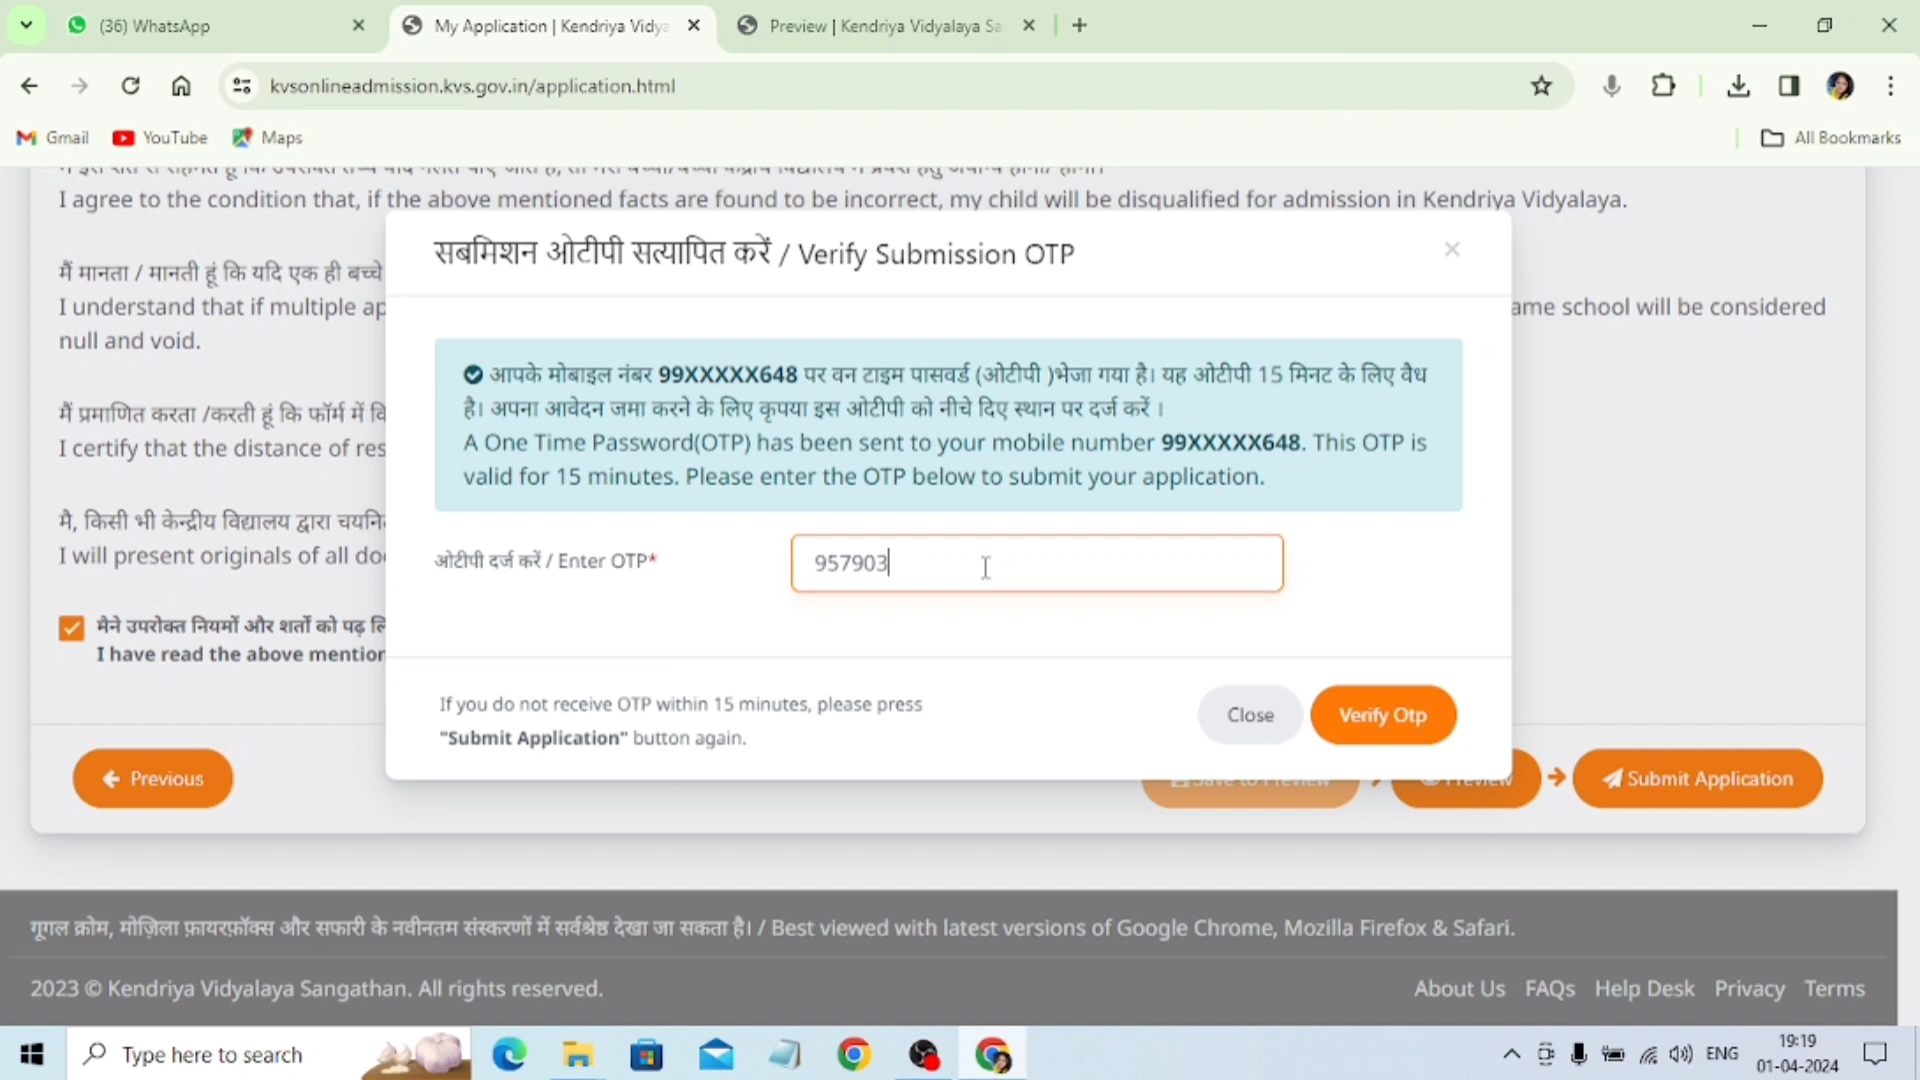 (36) WhatsApp
My Application | Kendriya Vidya
Preview | Kendriya Vidyalaya Sa
kvsonlineadmission.kvs.gov.in/application.html
Gmail YouTube Maps All Bookmarks
I agree to the condition that, if the above mentioned facts are found to be incorrect, my child will be disqualified for admission in Kendriya Vidyalaya.
मैं मानता / मानती हूं कि यदि एक ही बच्चे
I understand that if multiple ap
ame school will be considered
null and void.
मैं प्रमाणित करता /करती हूं कि फॉर्म में
I certify that the distance of res
मै, किसी भी केन्द्रीय विद्यालय द्वारा
I will present originals of all do
मैने उपरोक्त नियमों और शर्तों को पढ़
I have read the above mention
सबमिशन ओटीपी सत्यापित करें / Verify Submission OTP
आपके मोबाइल नंबर 99XXXXX648 पर वन टाइम पासवर्ड (ओटीपी )भेजा गया है। यह ओटीपी 15 मिनट के लिए वैध
है। अपना आवेदन जमा करने के लिए कृपया इस ओटीपी को नीचे दिए स्थान पर दर्ज करें ।
A One Time Password(OTP) has been sent to your mobile number 99XXXXX648. This OTP is
valid for 15 minutes. Please enter the OTP below to submit your application.
ओटीपी दर्ज करें / Enter OTP*
957903
If you do not receive OTP within 15 minutes, please press
"Submit Application" button again.
Close
Verify Otp
Previous
Save to Preview
Preview
Submit Application
गूगल क्रोम, मोज़िला फ़ायरफ़ॉक्स और सफारी के नवीनतम संस्करणों में सर्वश्रेष्ठ देखा जा सकता है। / Best viewed with latest versions of Google Chrome, Mozilla Firefox & Safari.
2023 © Kendriya Vidyalaya Sangathan. All rights reserved.
About Us FAQs Help Desk Privacy Terms
Type here to search
ENG
19:19
01-04-2024